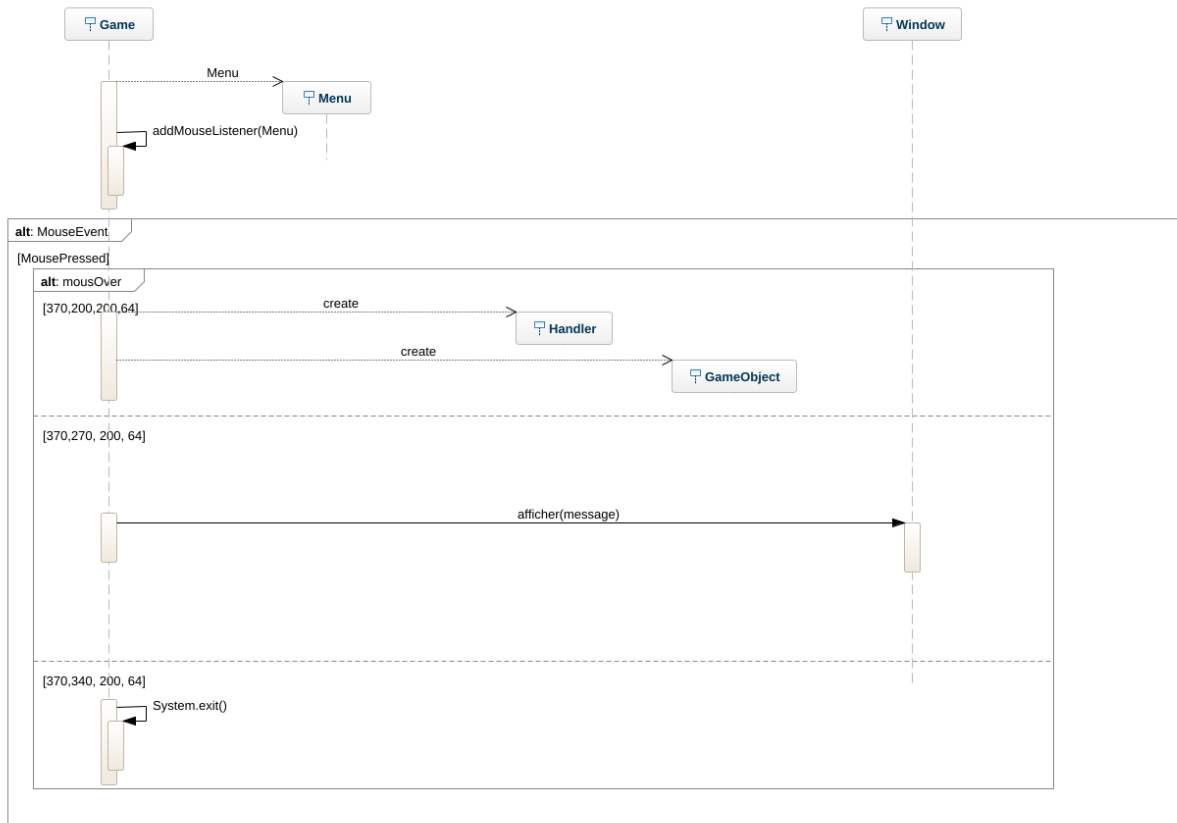 Game
Window
Menu
Menu
addMouseListener(Menu)
alt: MouseEvent
[MousePressed]
alt: mousOver
[370,200,200,64]
create
Handler
create
GameObject
[370,270, 200, 64]
afficher(message)
[370,340, 200, 64]
System.exit()